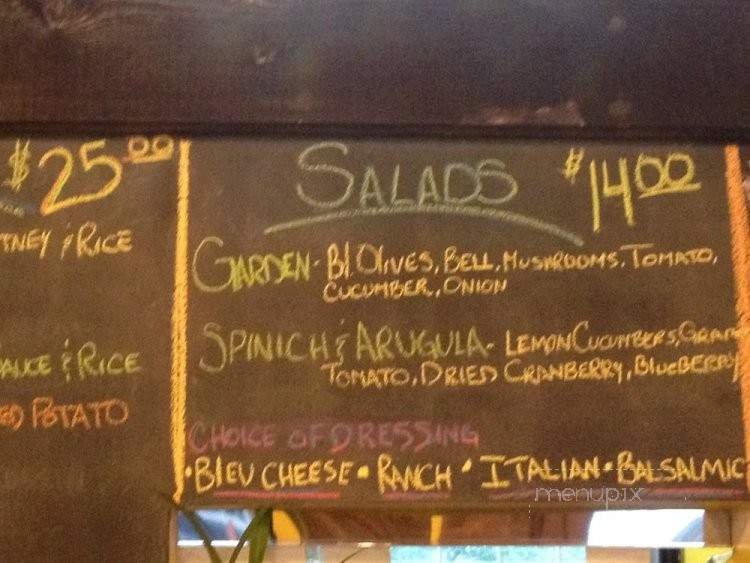 $25.00
TNEY & RICE
AUCE & RICE
ED POTATO
SALADS $14.00
GARDEN - Bl. OLIVES, BELL, MUSHROOMS, TOMATO,
CUCUMBER, ONION
SPINICH & ARUGULA - LEMON CUCUMBERS, GRAPE
TOMATO, DRIED CRANBERRY, BLUEBERRY
CHOICE OF DRESSING
• BLEU CHEESE • RANCH • ITALIAN • BALSALMIC
menupix